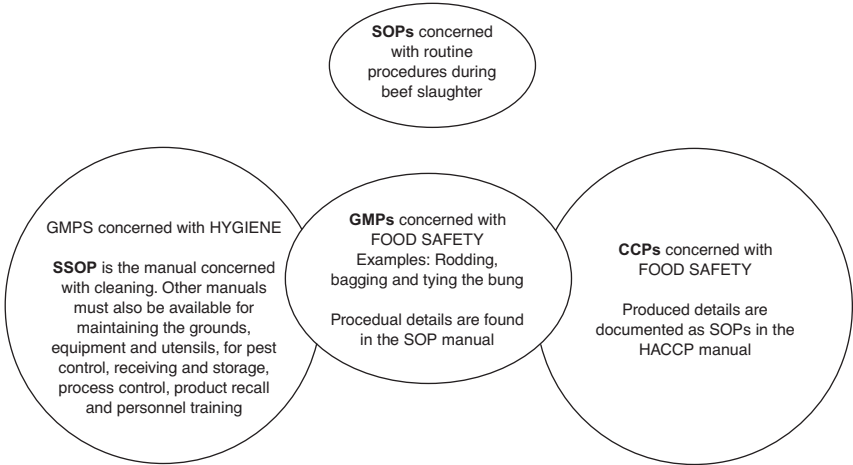 SOPs concerned
with routine
procedures during
beef slaughter
GMPS concerned with HYGIENE
SSOP is the manual concerned
with cleaning. Other manuals
must also be available for
maintaining the grounds,
equipment and utensils, for pest
control, receiving and storage,
process control, product recall
and personnel training
GMPs concerned with
FOOD SAFETY
Examples: Rodding,
bagging and tying the bung
Procedual details are found
in the SOP manual
CCPs concerned with
FOOD SAFETY
Produced details are
documented as SOPs in the
HACCP manual